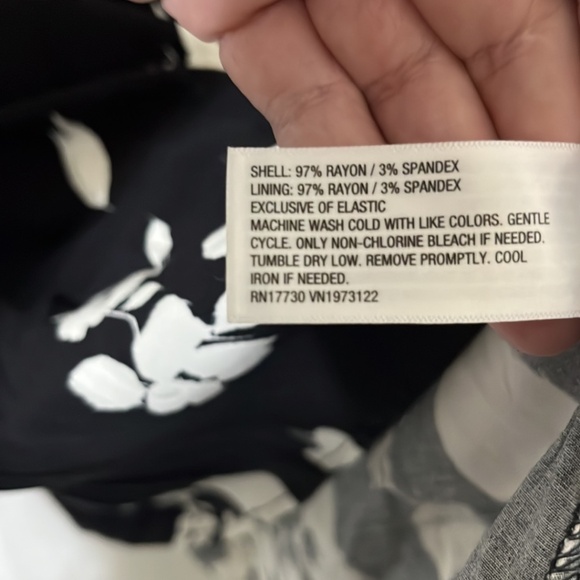 SHELL: 97% RAYON / 3% SPANDEX
LINING: 97% RAYON / 3% SPANDEX
EXCLUSIVE OF ELASTIC
MACHINE WASH COLD WITH LIKE COLORS. GENTLE
CYCLE. ONLY NON-CHLORINE BLEACH IF NEEDED.
TUMBLE DRY LOW. REMOVE PROMPTLY. COOL
IRON IF NEEDED.
RN17730 VN1973122